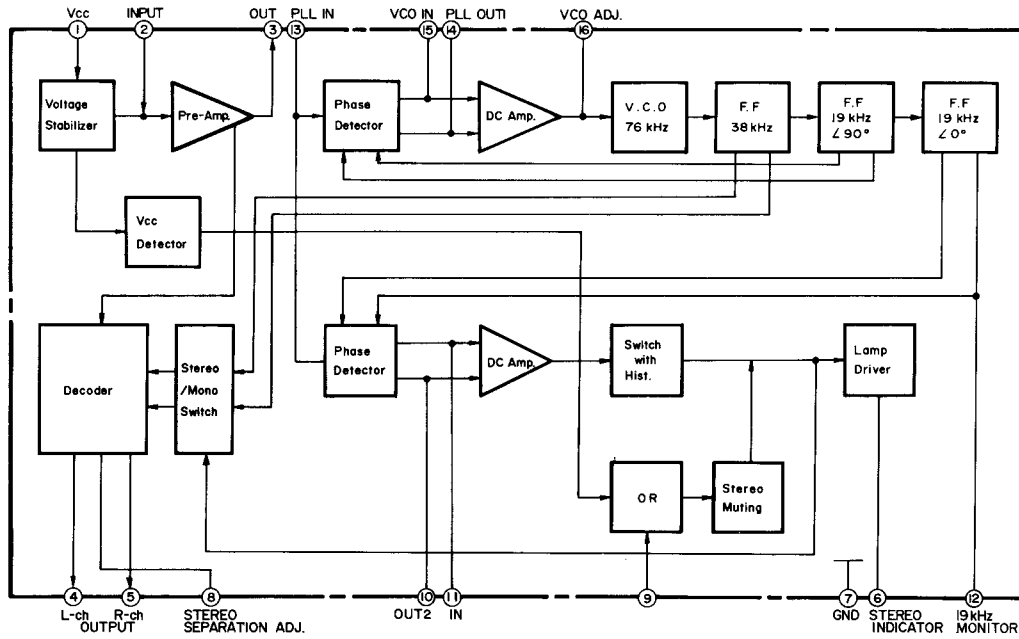 Vcc INPUT OUT PLL IN VCO IN PLL OUT1 VCO ADJ.
1 2 3 13 15 14 16
Voltage
Stabilizer
Pre-Amp.
Phase
Detector
DC Amp.
V.C.O
76 kHz
F.F
38kHz
F.F
19 kHz
∠90°
F.F
19 kHz
∠0°
Vcc
Detector
Decoder
Stereo
/Mono
Switch
Phase
Detector
DC Amp.
Switch
with
Hist.
Lamp
Driver
OR
Stereo
Muting
4 5 8 10 11 9 7 6 12
L-ch R-ch STEREO OUT2 IN GND STEREO 19kHz
OUTPUT SEPARATION ADJ. INDICATOR MONITOR